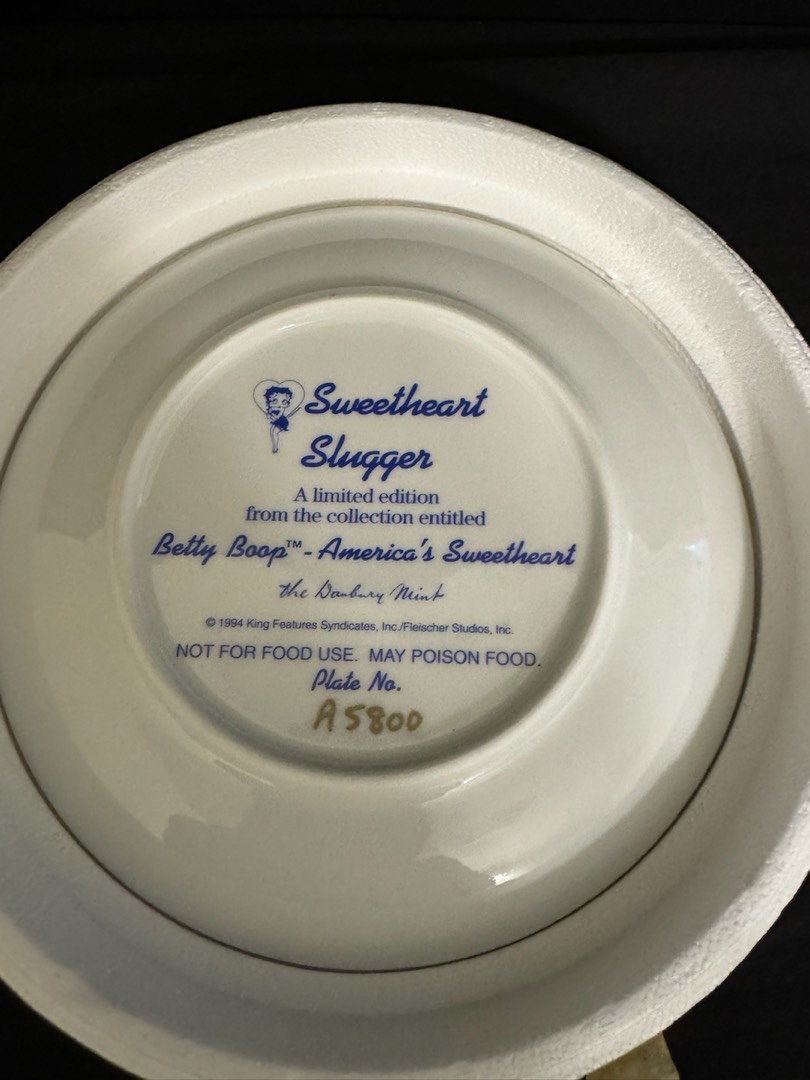 Sweetheart
Slugger
A limited edition
from the collection entitled
Betty Boop™ - America's Sweetheart
the Danbury Mint
© 1994 King Features Syndicates, Inc./Fleischer Studios, Inc.
NOT FOR FOOD USE. MAY POISON FOOD.
Plate No.
A5800